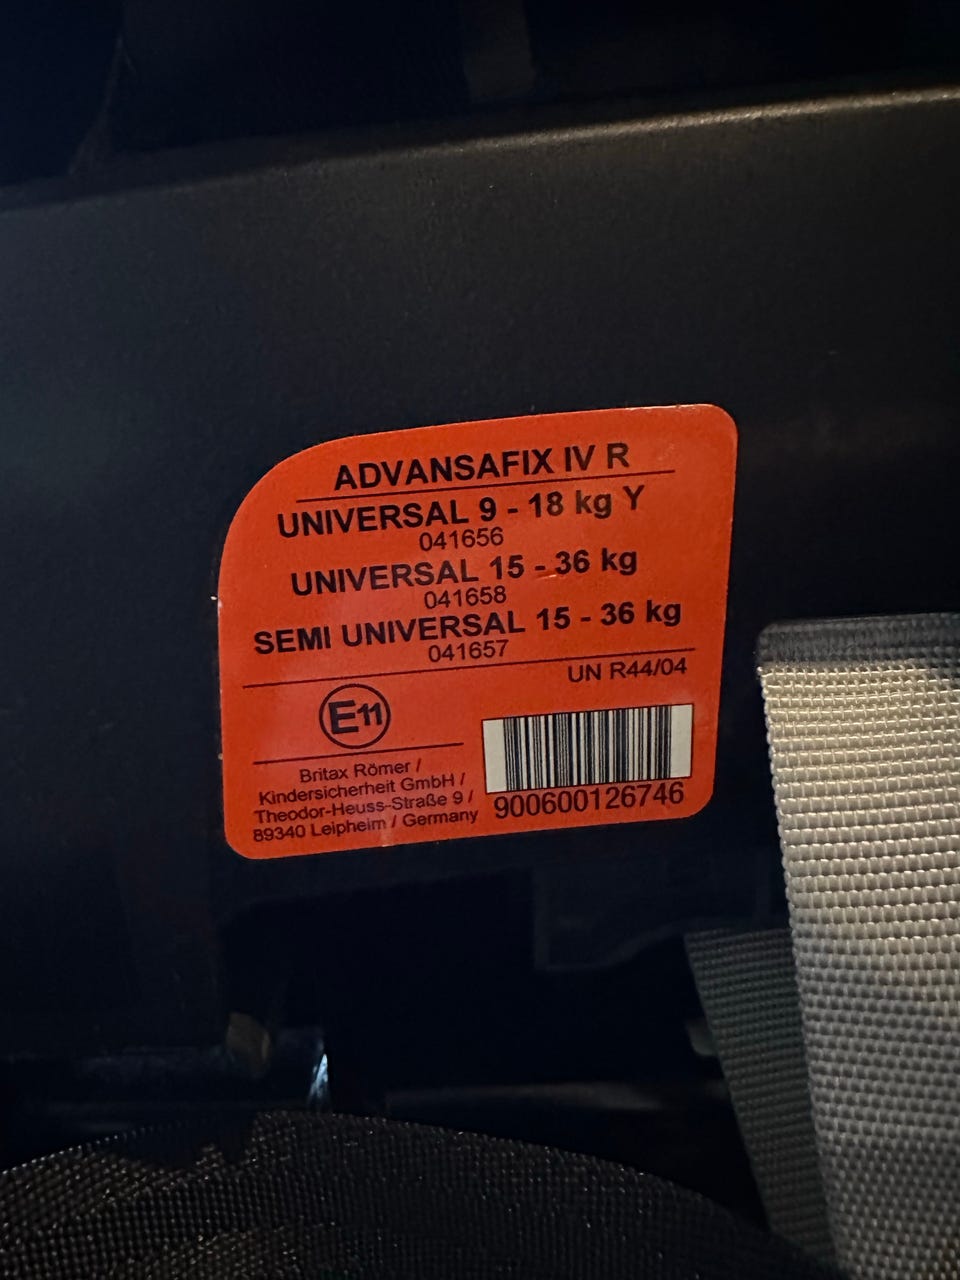 ADVANSAFIX IV R
UNIVERSAL 9 - 18 kg Y
041656
UNIVERSAL 15 - 36 kg
041658
SEMI UNIVERSAL 15 - 36 kg
041657
UN R44/04
E11
Britax Römer /
Kindersicherheit GmbH /
Theodor-Heuss-Straße 9 /
89340 Leipheim / Germany
900600126746